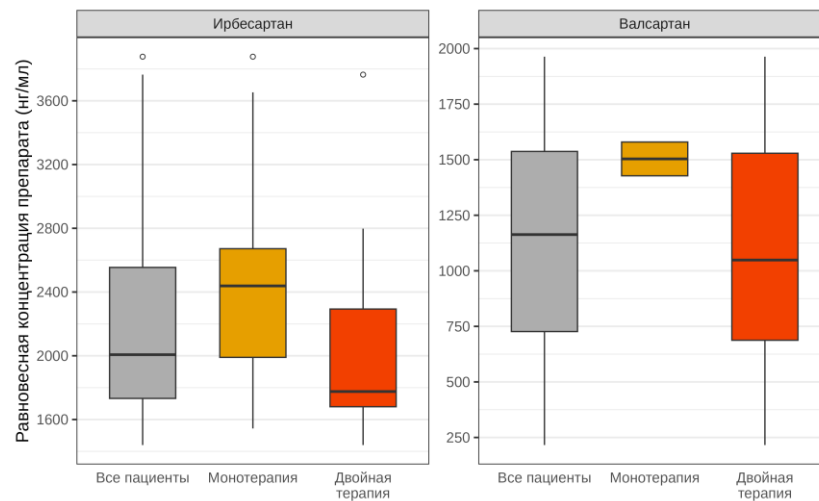 Ирбесартан
Валсартан
Равновесная концентрация препарата (нг/мл)
3600
3200
2800
2400
2000
1600
2000
1750
1500
1250
1000
750
500
250
Все пациенты
Монотерапия
Двойная
терапия
Все пациенты
Монотерапия
Двойная
терапия